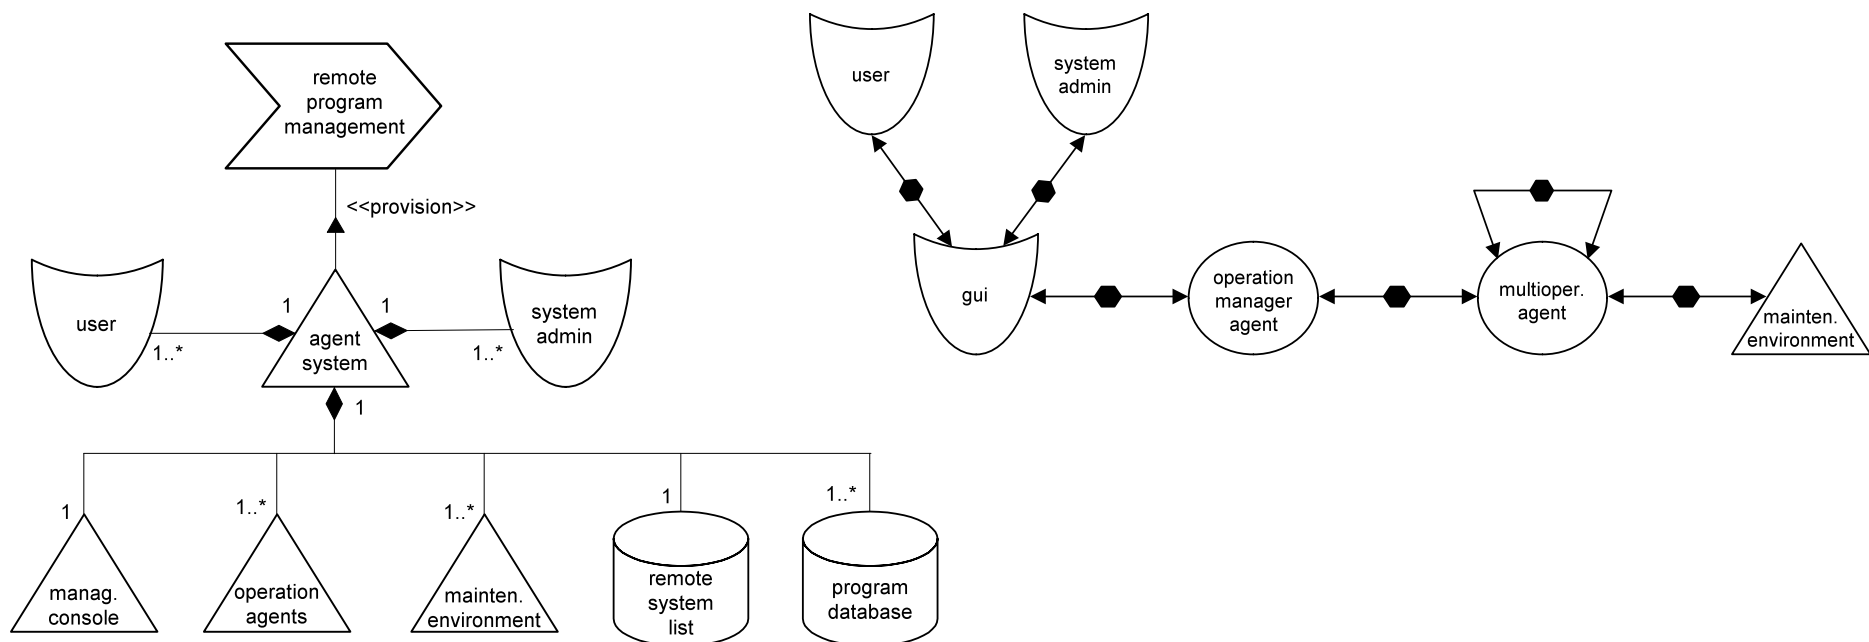 remote
program
management
<<provision>>
user
1
1..*
agent
system
1
system
admin
1..*
1
1
manag.
console
1..*
operation
agents
1..*
mainten.
environment
1
remote
system
list
1..*
program
database
user
system
admin
gui
operation
manager
agent
multioper.
agent
mainten.
environment